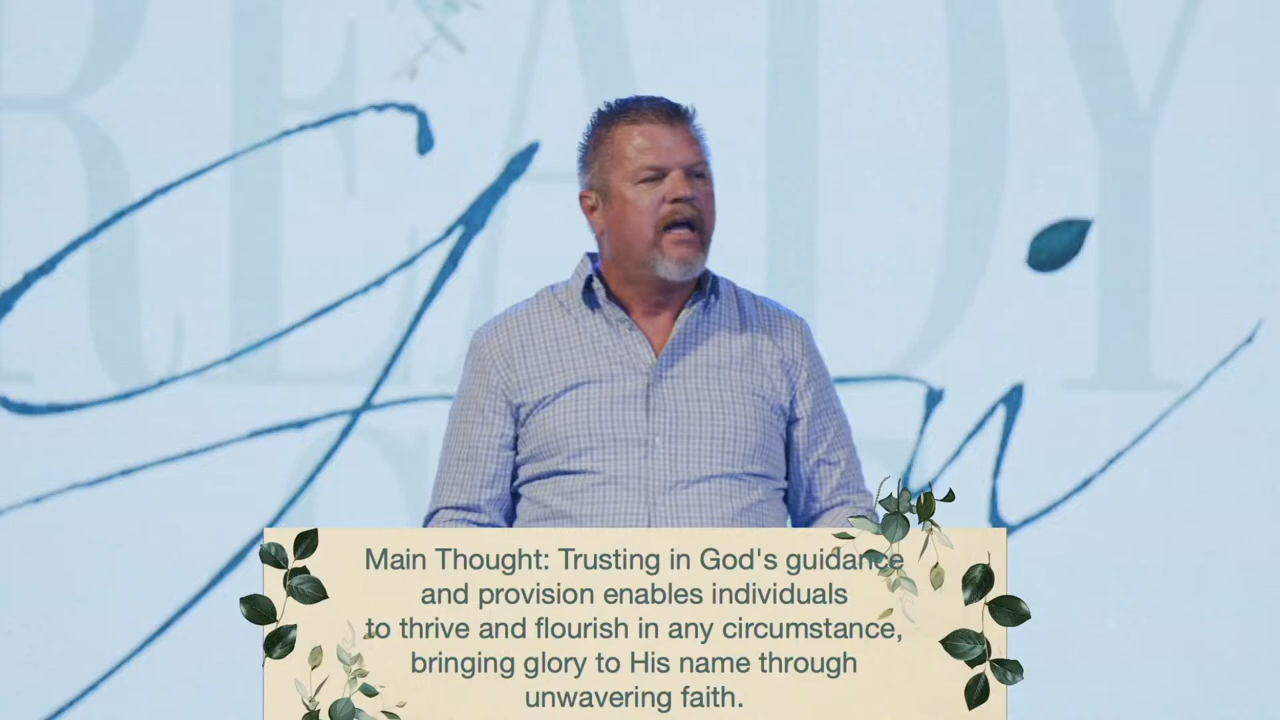 READY
Main Thought: Trusting in God's guidance
and provision enables individuals
to thrive and flourish in any circumstance,
bringing glory to His name through
unwavering faith.